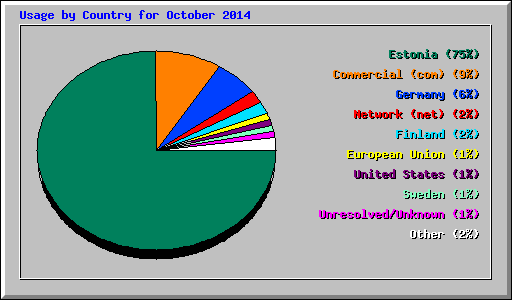 Usage by Country for October 2014
Estonia (75%)
Commercial (com) (9%)
Germany (6%)
Network (net) (2%)
Finland (2%)
European Union (1%)
United States (1%)
Sweden (1%)
Unresolved/Unknown (1%)
Other (2%)